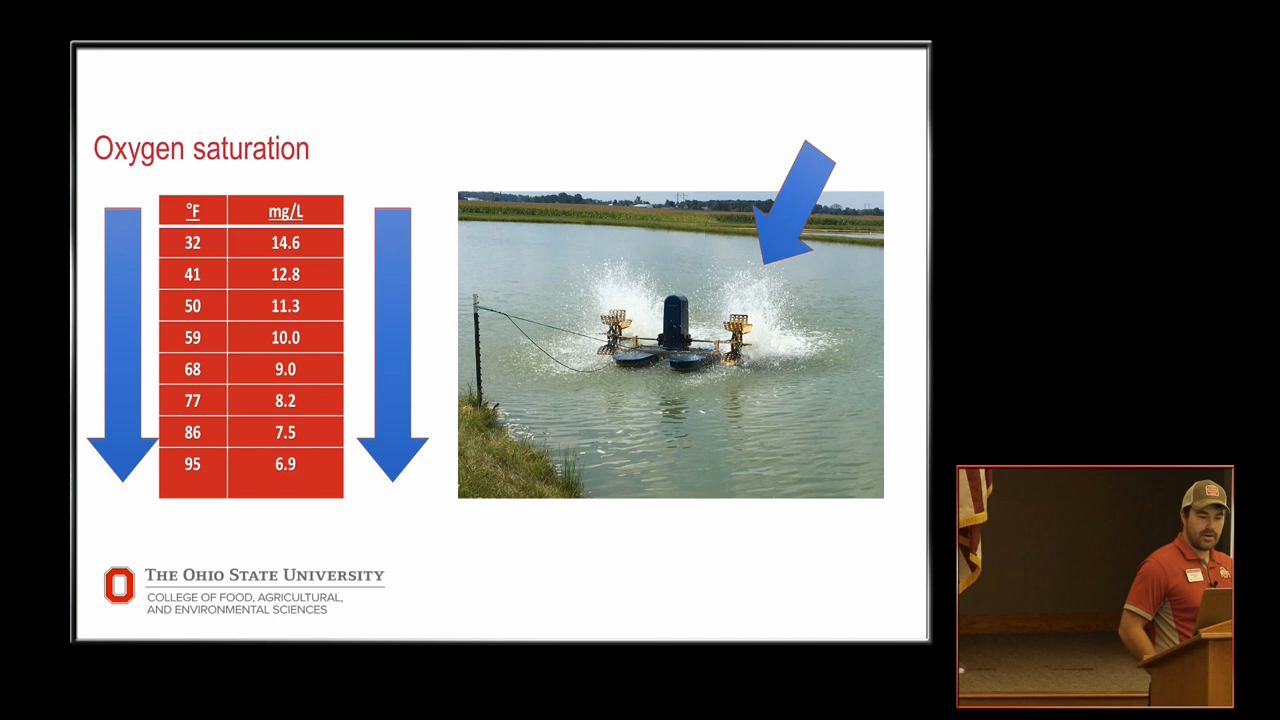 Oxygen saturation
°F mg/L
32 14.6
41 12.8
50 11.3
59 10.0
68 9.0
77 8.2
86 7.5
95 6.9
THE OHIO STATE UNIVERSITY
COLLEGE OF FOOD, AGRICULTURAL,
AND ENVIRONMENTAL SCIENCES